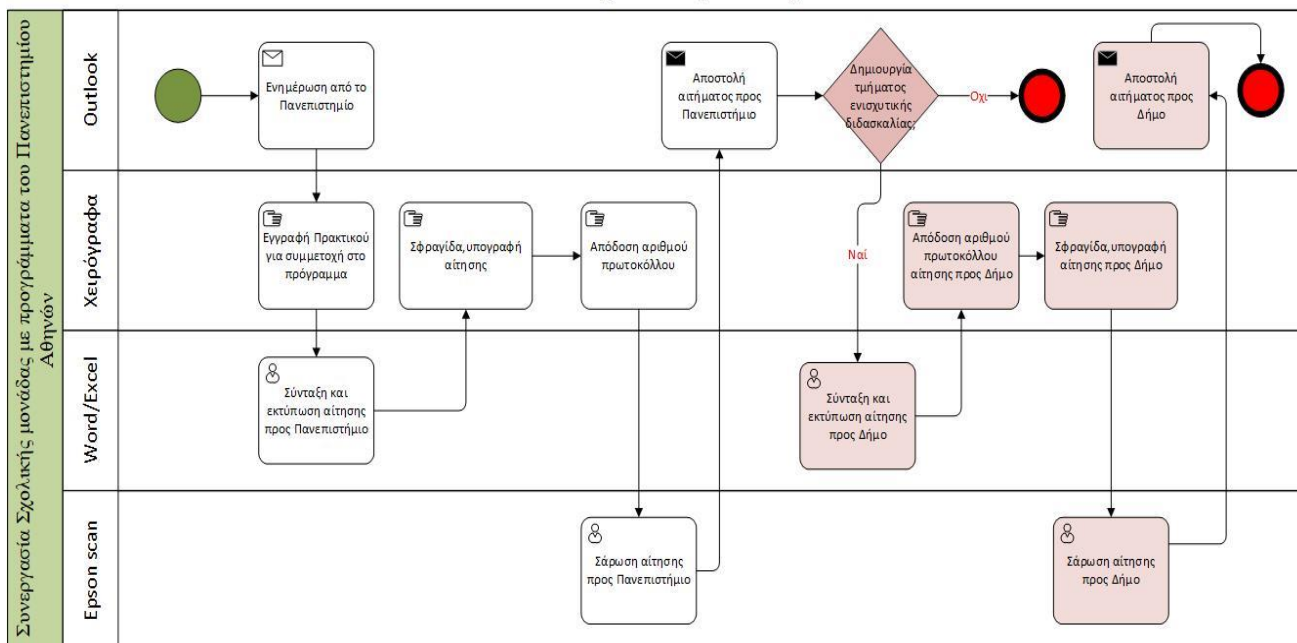 Συνεργασία Σχολικής μονάδας με προγράμματα του Πανεπιστημίου
Αθηνών
Outlook
Ενημέρωση από το
Πανεπιστημίο
Αποστολή
αιτήματος προς
Πανεπιστήμιο
Δημιουργία
τμήματος
ενισχυτικής
διδασκαλίας;
Οχι
Αποστολή
αιτήματος προς
Δήμο
Χειρόγραφα
Εγγραφή Πρακτικού
για συμμετοχή στο
πρόγραμμα
Σφραγίδα,υπογραφή
αίτησης
Απόδοση αριθμού
πρωτοκόλλου
Ναί
Απόδοση αριθμού
πρωτοκόλλου
αίτησης προς Δήμο
Σφραγίδα,υπογραφή
αίτησης προς Δήμο
Word/Excel
Σύνταξη και
εκτύπωση αίτησης
προς Πανεπιστήμιο
Σύνταξη και
εκτύπωση αίτησης
προς Δήμο
Epson scan
Σάρωση αίτησης
προς Πανεπιστήμιο
Σάρωση αίτησης
προς Δήμο